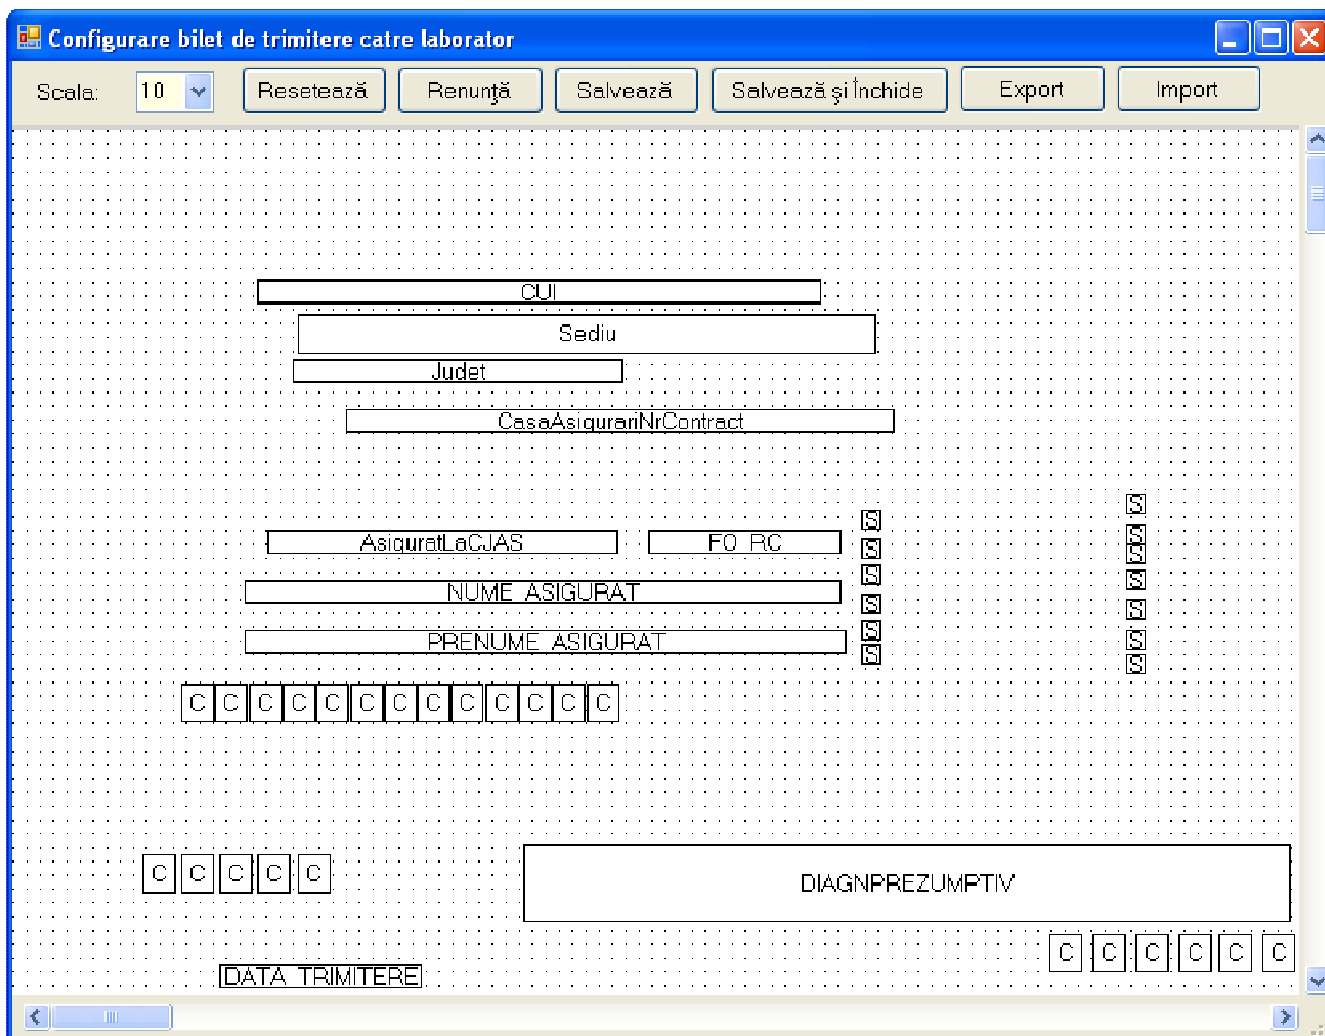 Configurare bilet de trimitere catre laborator
Scala: 10 Resetează Renunţă Salvează Salvează şi Închide Export Import
CUI
Sediu
Judet
CasaAsigurariNrContract
S
S
AsiguratLaCJAS FO_RC S
S S
S
S S
NUME_ASIGURAT S
S
PRENUME_ASIGURAT S S
S S
C C C C C C C C C C C C C
C C C C C DIAGNPREZUMPTIV
C C C C C C
DATA_TRIMITERE